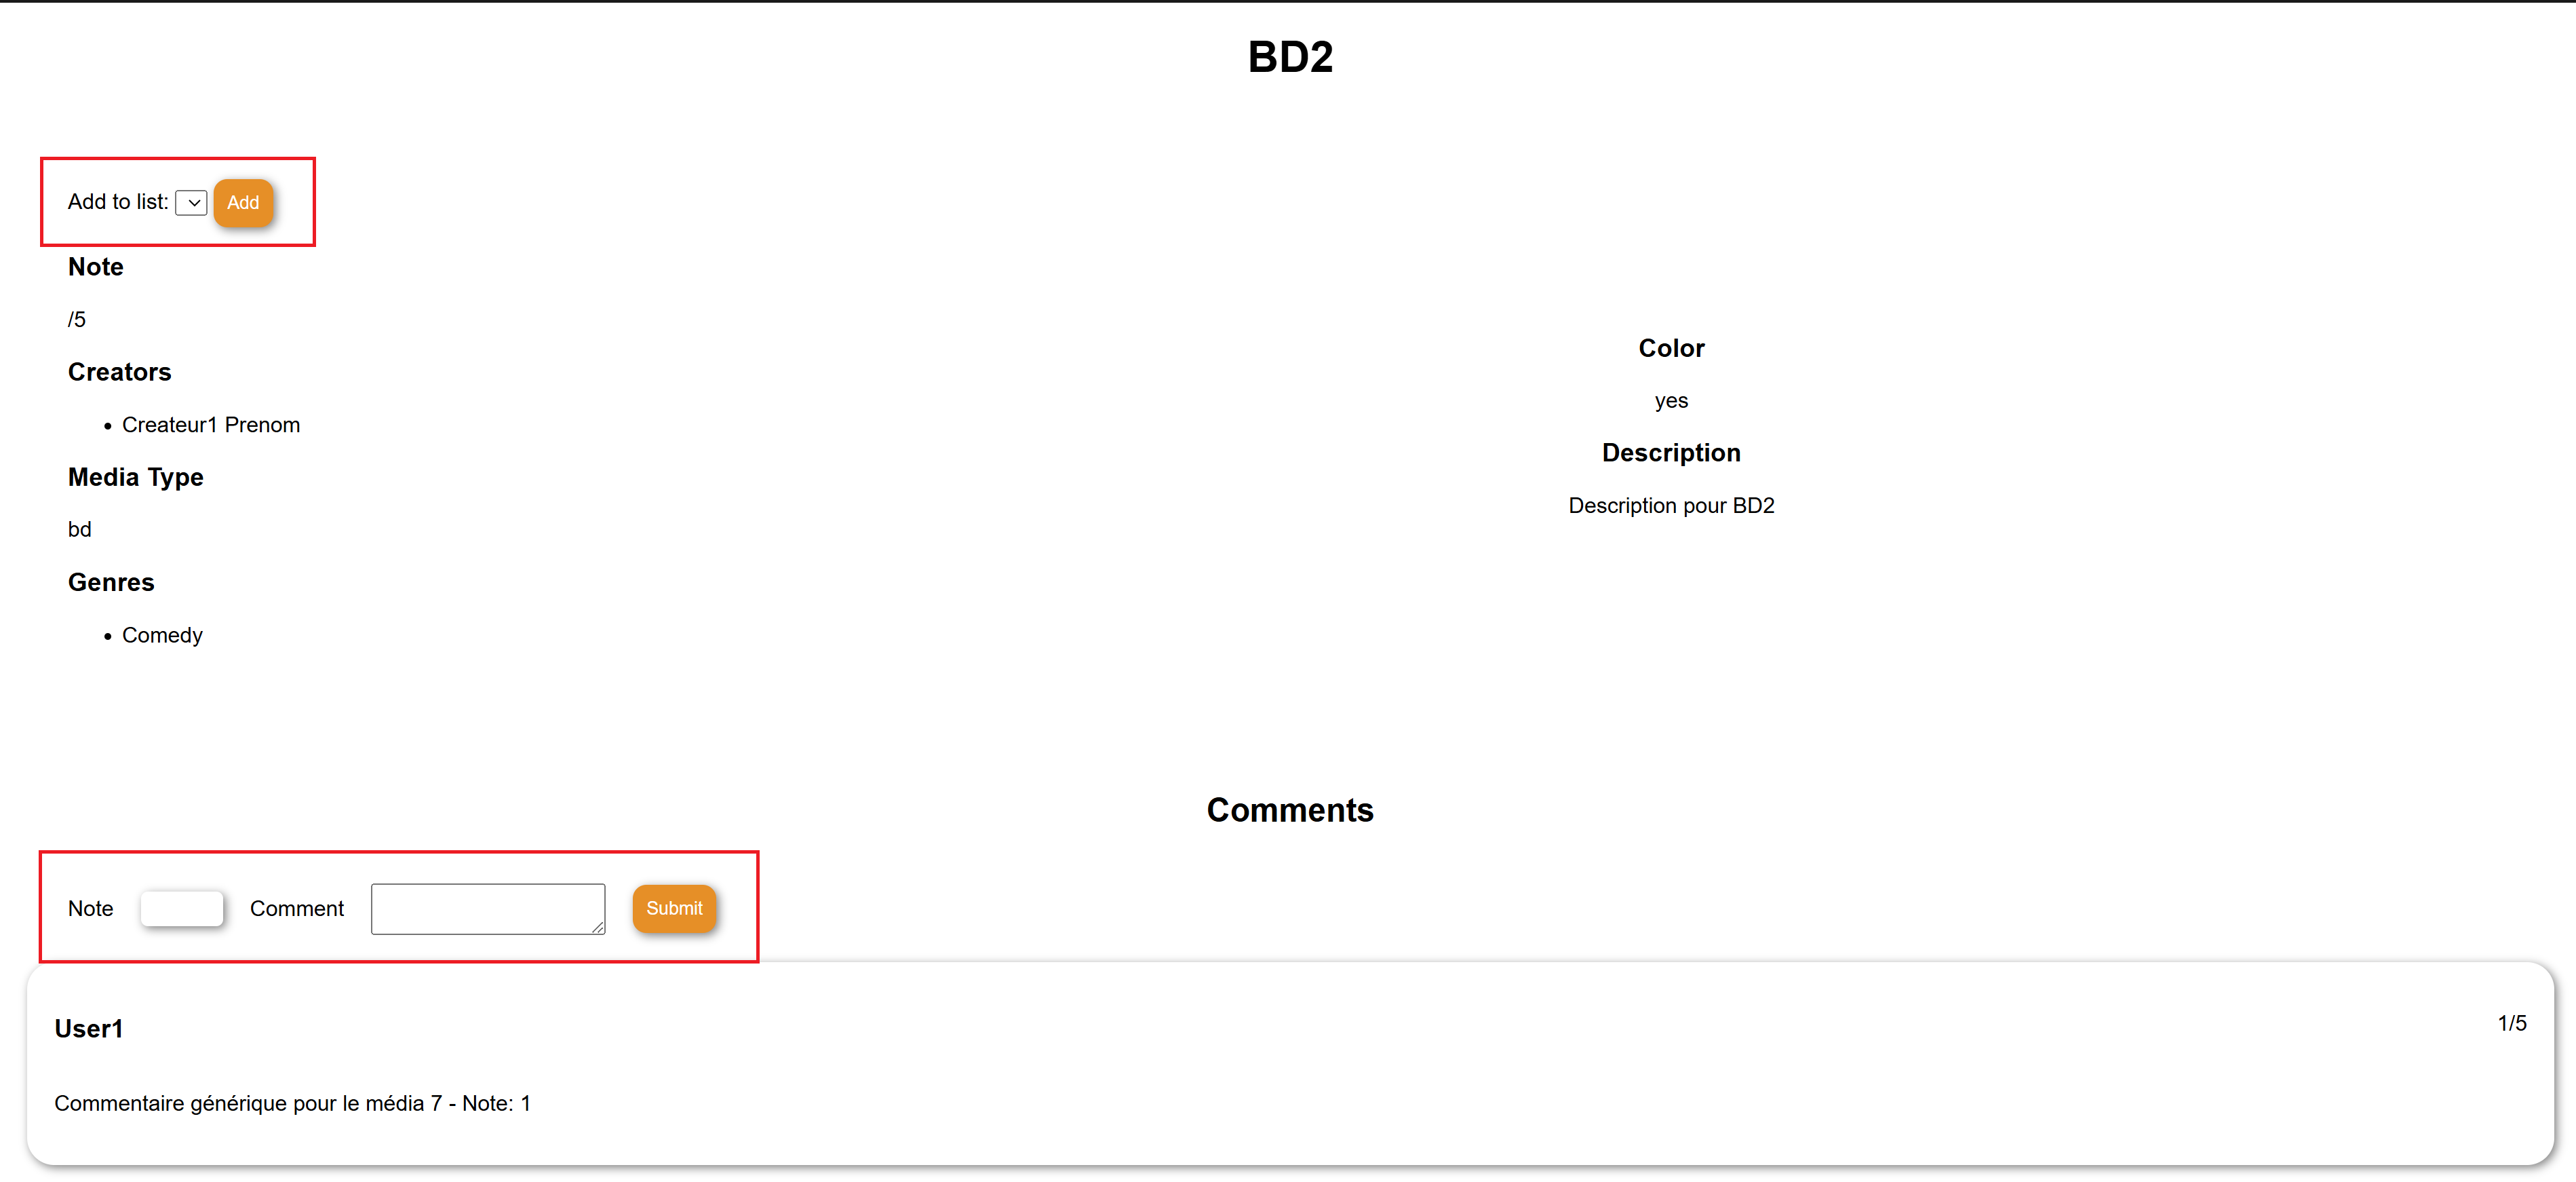 BD2
Add to list: Add
Note
/5
Creators
Createur1 Prenom
Media Type
bd
Genres
Comedy
Color
yes
Description
Description pour BD2
Comments
Note Comment Submit
User1 1/5
Commentaire générique pour le média 7 - Note: 1